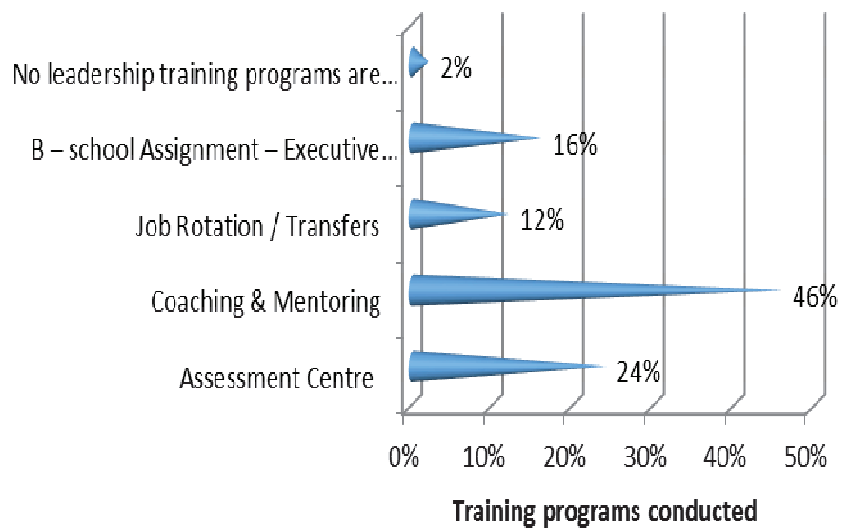 No leadership training programs are... 2%
B – school Assignment – Executive... 16%
Job Rotation / Transfers 12%
Coaching & Mentoring 46%
Assessment Centre 24%
0% 10% 20% 30% 40% 50%
Training programs conducted